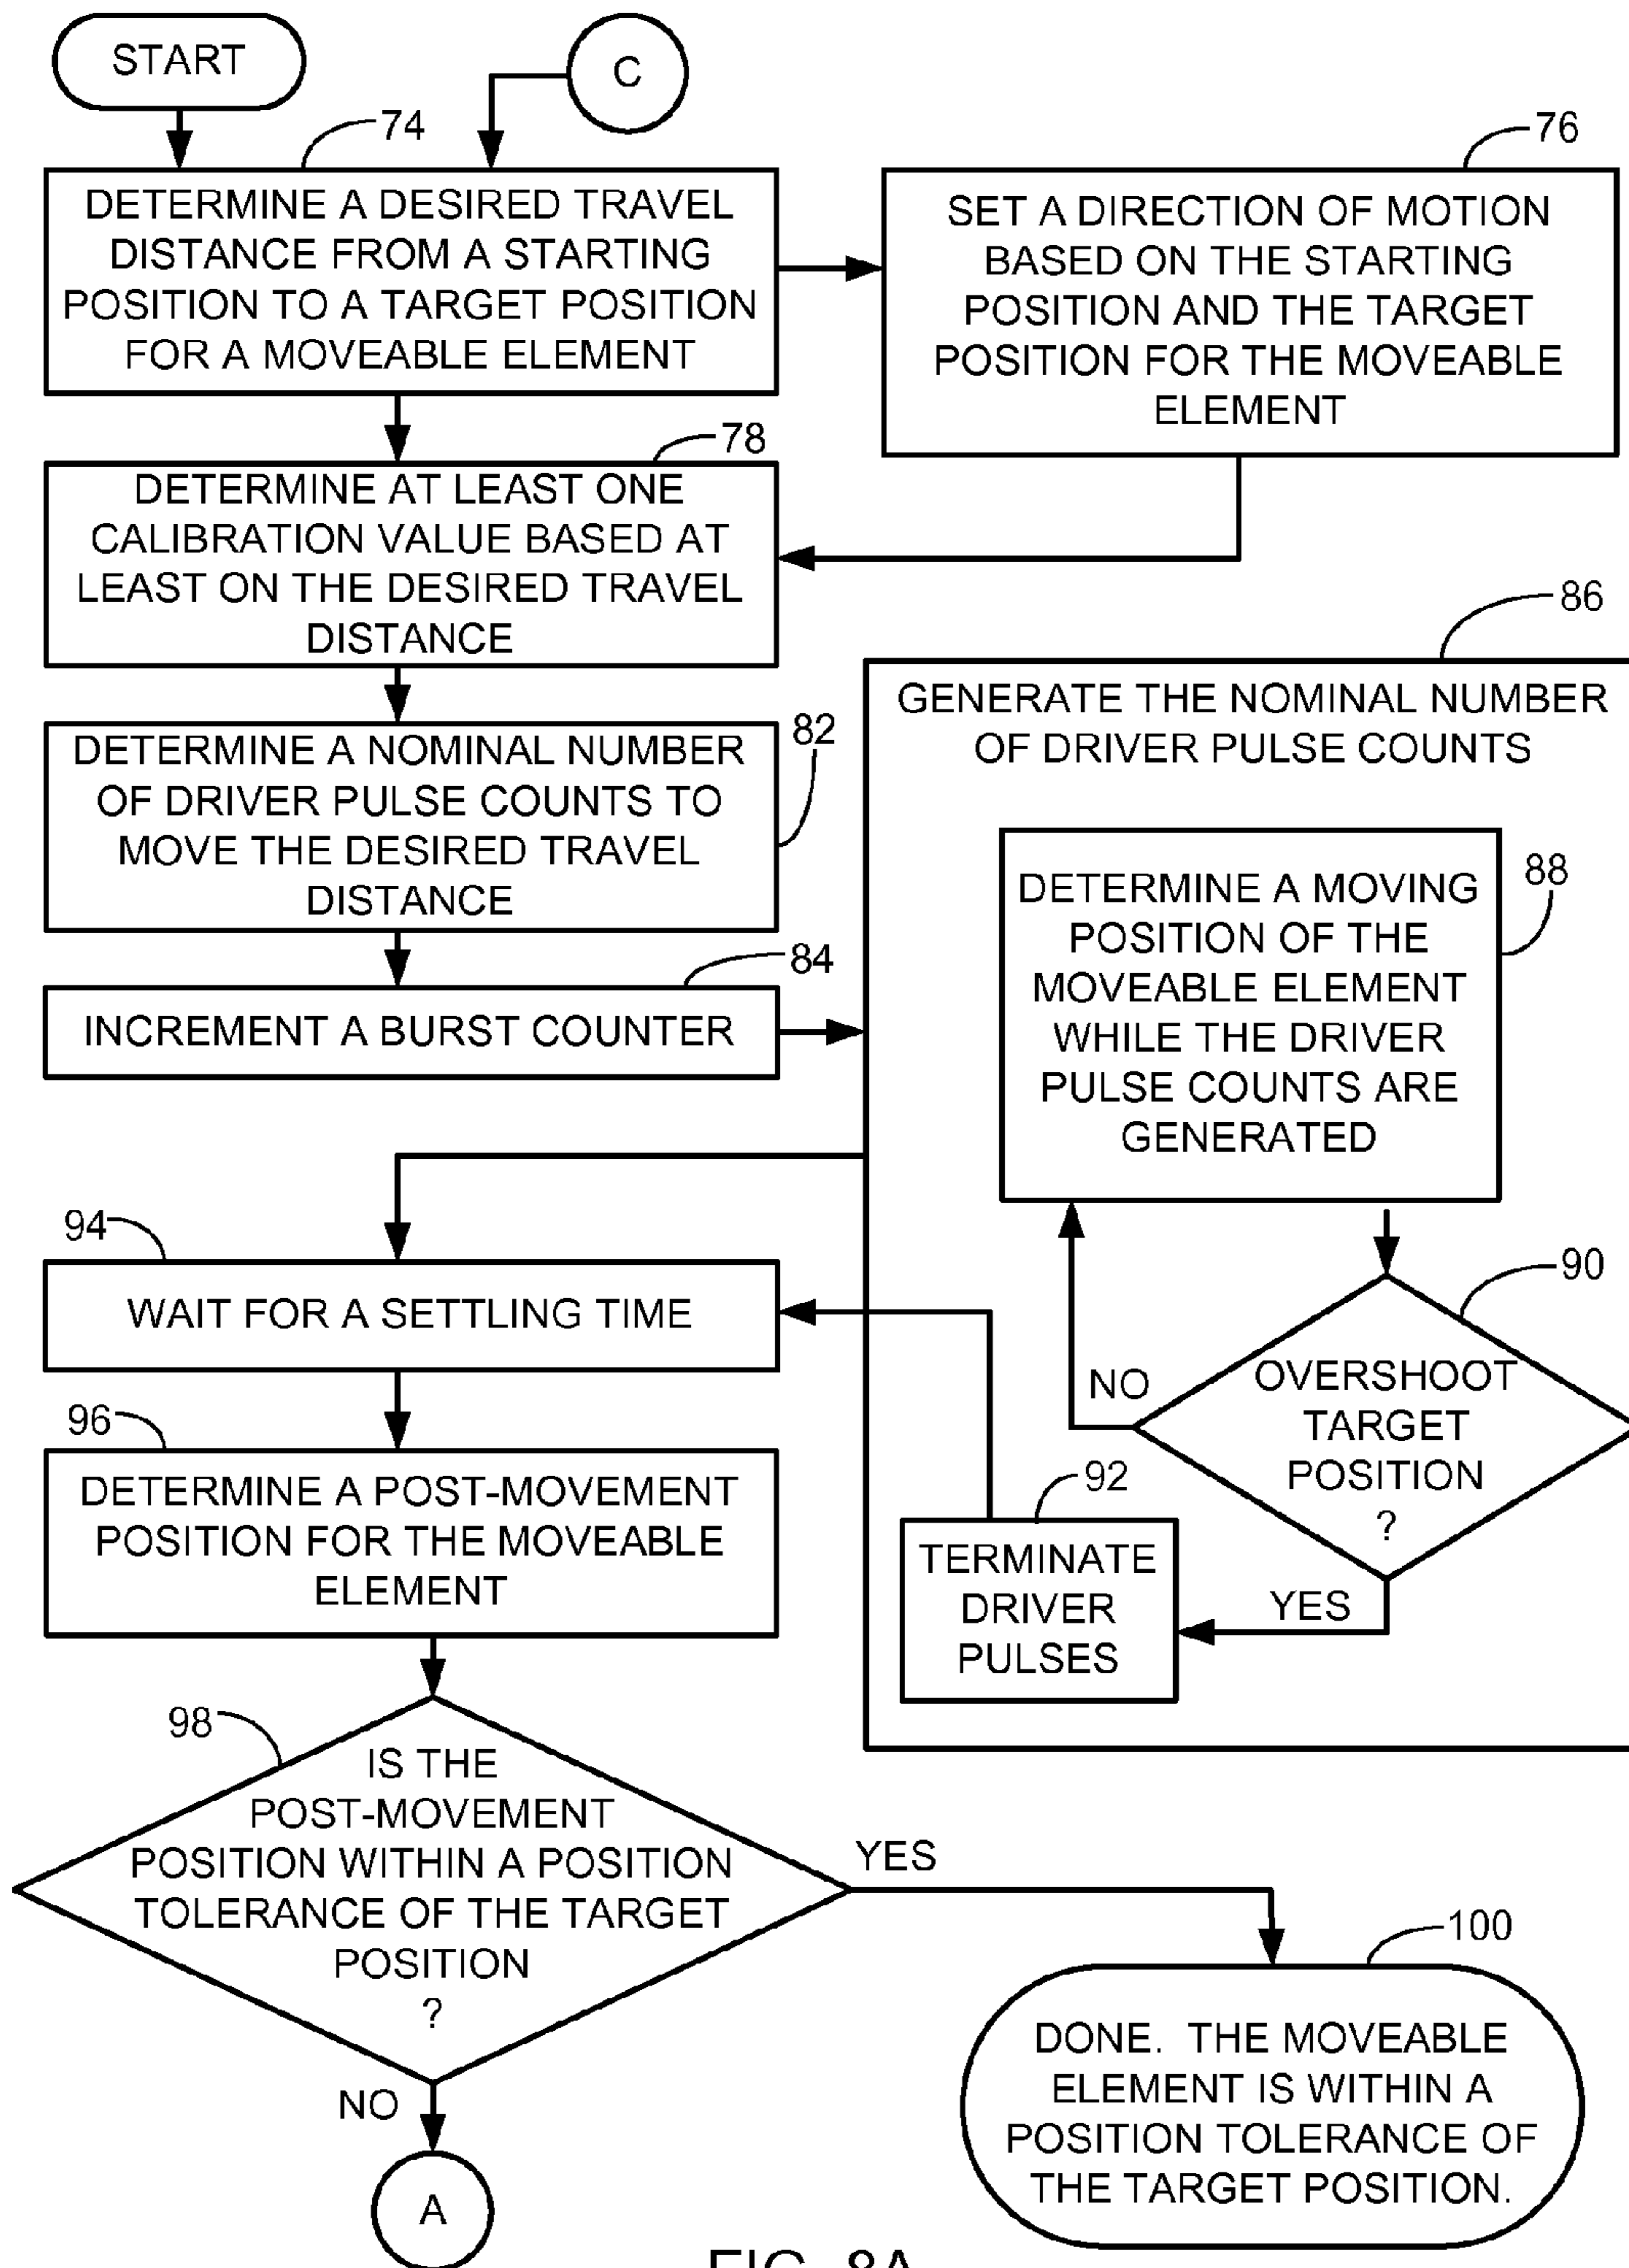 START
C
74
DETERMINE A DESIRED TRAVEL
DISTANCE FROM A STARTING
POSITION TO A TARGET POSITION
FOR A MOVEABLE ELEMENT
76
SET A DIRECTION OF MOTION
BASED ON THE STARTING
POSITION AND THE TARGET
POSITION FOR THE MOVEABLE
ELEMENT
78
DETERMINE AT LEAST ONE
CALIBRATION VALUE BASED AT
LEAST ON THE DESIRED TRAVEL
DISTANCE
82
DETERMINE A NOMINAL NUMBER
OF DRIVER PULSE COUNTS TO
MOVE THE DESIRED TRAVEL
DISTANCE
84
INCREMENT A BURST COUNTER
86
GENERATE THE NOMINAL NUMBER
OF DRIVER PULSE COUNTS
88
DETERMINE A MOVING
POSITION OF THE
MOVEABLE ELEMENT
WHILE THE DRIVER
PULSE COUNTS ARE
GENERATED
90
OVERSHOOT
TARGET
POSITION
?
NO
YES
92
TERMINATE
DRIVER
PULSES
94
WAIT FOR A SETTLING TIME
96
DETERMINE A POST-MOVEMENT
POSITION FOR THE MOVEABLE
ELEMENT
98
IS THE
POST-MOVEMENT
POSITION WITHIN A POSITION
TOLERANCE OF THE TARGET
POSITION
?
YES
NO
A
100
DONE. THE MOVEABLE
ELEMENT IS WITHIN A
POSITION TOLERANCE OF
THE TARGET POSITION.
FIG. 8A